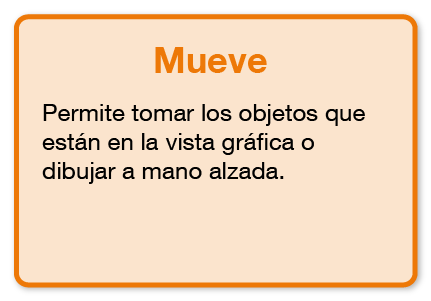 Mueve
Permite tomar los objetos que
están en la vista gráfica o
dibujar a mano alzada.